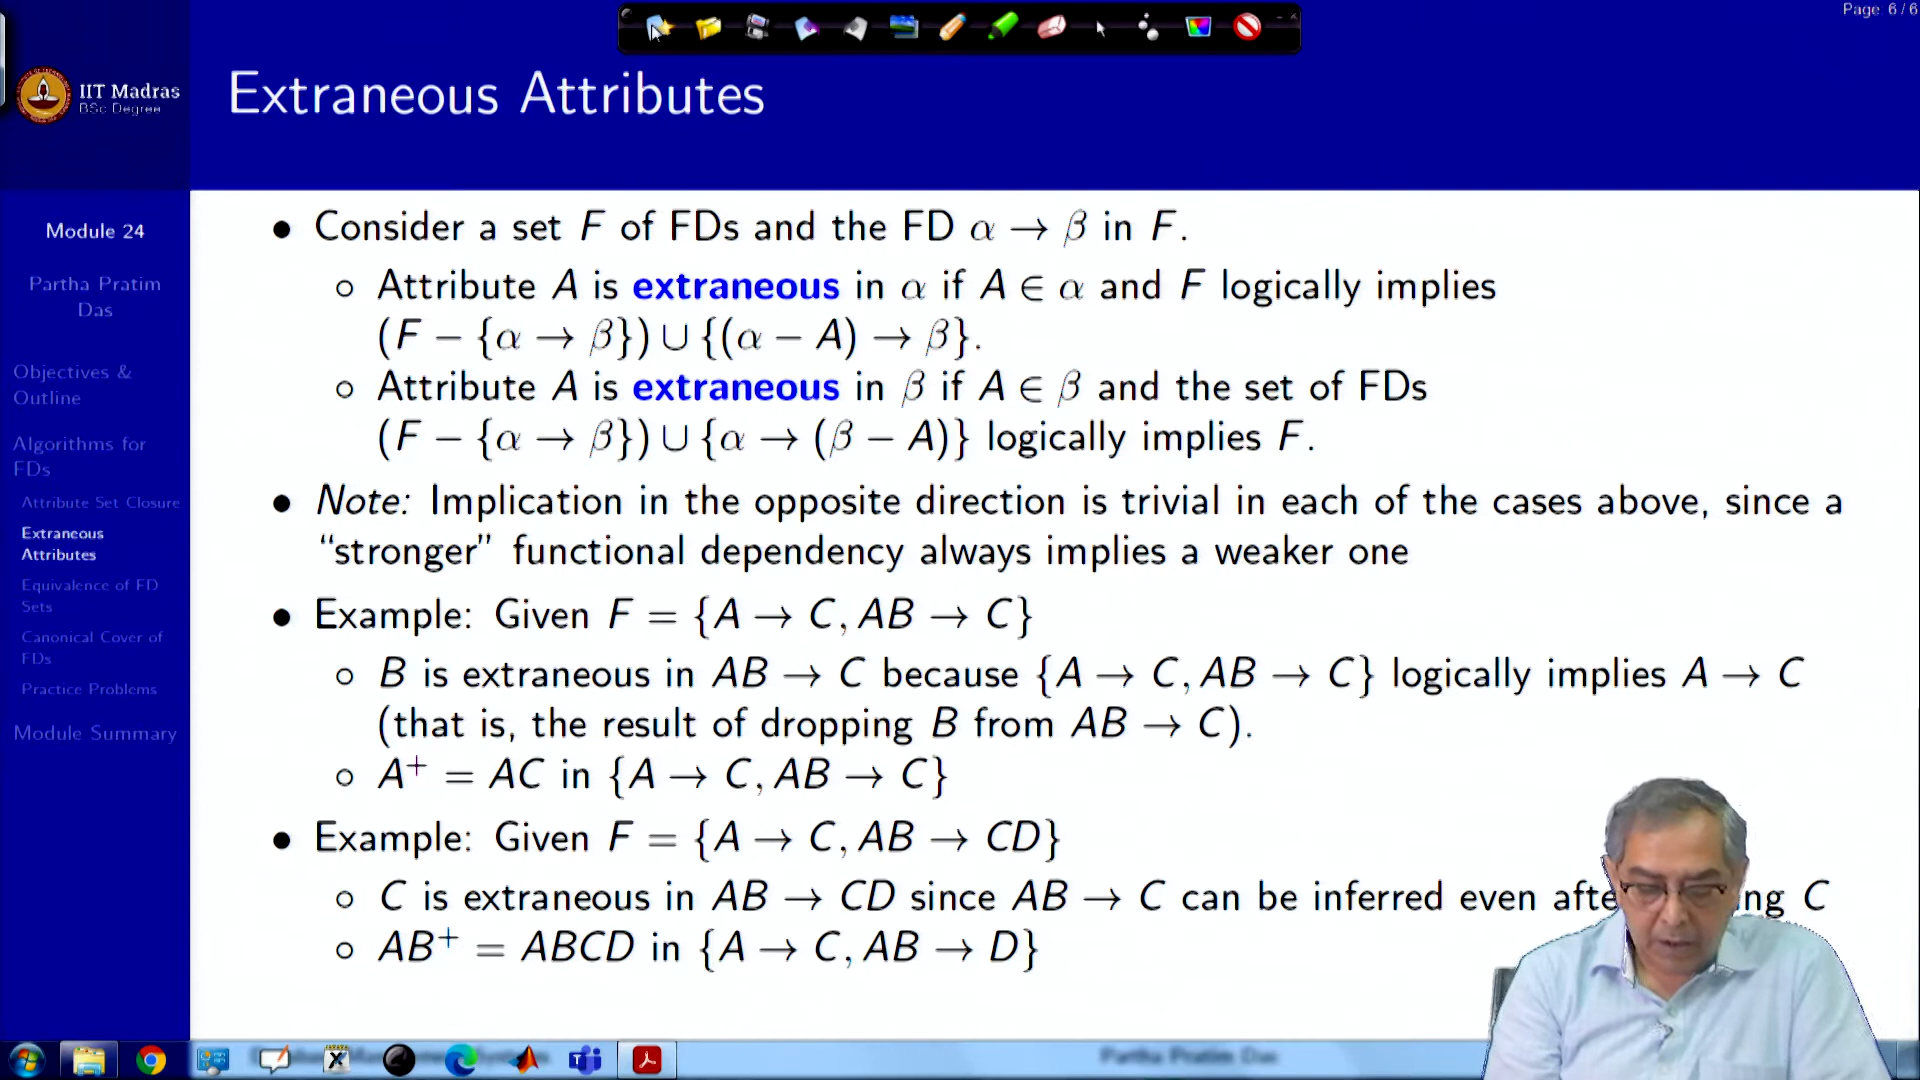 Page 6 / 6
IIT Madras
BSc Degree
Extraneous Attributes
Module 24
Partha Pratim
Das
Objectives &
Outline
Algorithms for
FDs
Attribute Set Closure
Extraneous
Attributes
Equivalence of FD
Sets
Canonical Cover of
FDs
Practice Problems
Module Summary
• Consider a set F of FDs and the FD α → β in F.
○ Attribute A is extraneous in α if A ∈ α and F logically implies
(F − {α → β}) ∪ {(α − A) → β}.
○ Attribute A is extraneous in β if A ∈ β and the set of FDs
(F − {α → β}) ∪ {α → (β − A)} logically implies F.
• Note: Implication in the opposite direction is trivial in each of the cases above, since a
“stronger” functional dependency always implies a weaker one
• Example: Given F = {A → C, AB → C}
○ B is extraneous in AB → C because {A → C, AB → C} logically implies A → C
(that is, the result of dropping B from AB → C).
○ A⁺ = AC in {A → C, AB → C}
• Example: Given F = {A → C, AB → CD}
○ C is extraneous in AB → CD since AB → C can be inferred even C
○ AB⁺ = ABCD in {A → C, AB → D}
Partha Pratim Das